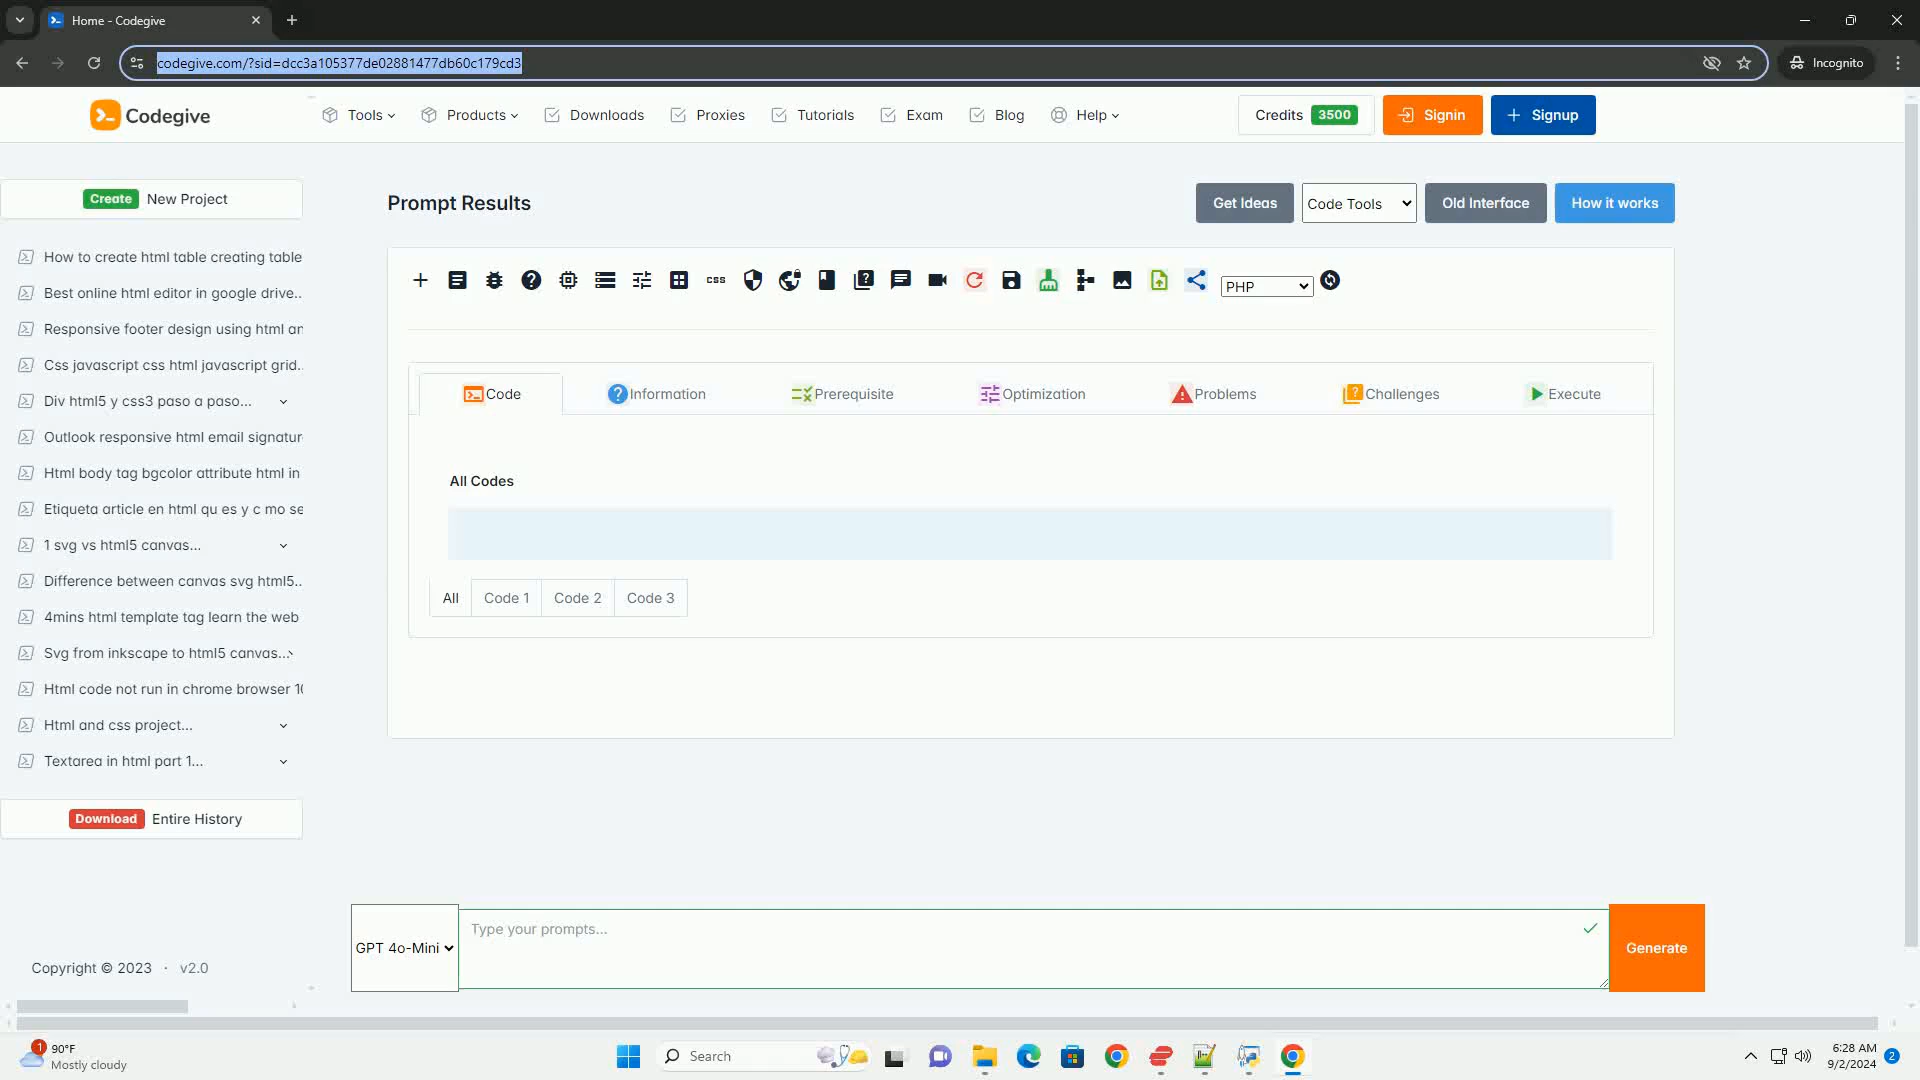 Home - Codegive
codegive.com/?sid=dcc3a105377de02881477db60c179cd3
Incognito
Codegive
Tools
Products
Downloads
Proxies
Tutorials
Exam
Blog
Help
Credits 3500
Signin
Signup
Create New Project
Prompt Results
Get Ideas
Code Tools
Old Interface
How it works
How to create html table creating table
Best online html editor in google drive..
Responsive footer design using html an
Css javascript css html javascript grid..
Div html5 y css3 paso a paso...
Outlook responsive html email signatur
Html body tag bgcolor attribute html in
Etiqueta article en html qu es y c mo se
1 svg vs html5 canvas...
Difference between canvas svg html5..
4mins html template tag learn the web
Svg from inkscape to html5 canvas...
Html code not run in chrome browser 10
Html and css project...
Textarea in html part 1...
Download Entire History
css
PHP
Code
Information
Prerequisite
Optimization
Problems
Challenges
Execute
All Codes
All
Code 1
Code 2
Code 3
GPT 4o-Mini
Type your prompts...
Generate
Copyright © 2023 · v2.0
1
90°F
Mostly cloudy
Search
6:28 AM
9/2/2024
2